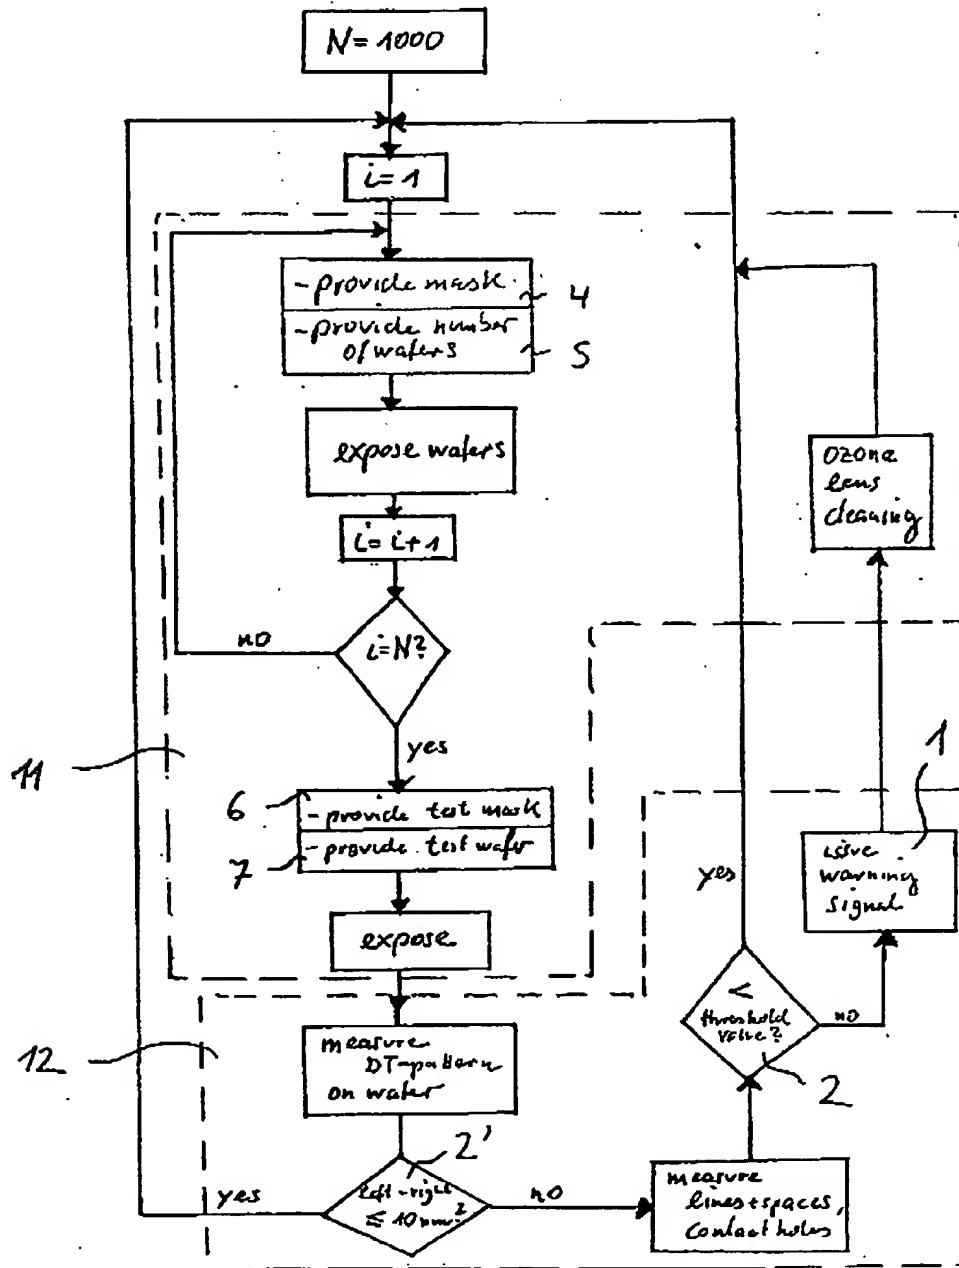 N = 1000
i = 1
- provide mask
4
- provide number
of wafers
5
expose wafers
i = i + 1
i = N?
no
yes
ozone
lens
cleaning
11
6
- provide test mask
7
- provide test wafer
expose
1
issue
warning
signal
yes
<
threshold
value?
no
2
12
measure
DT-pattern
on wafer
2'
left-right
≤ 10 nm?
yes
no
measure
lines+spaces,
contact holes